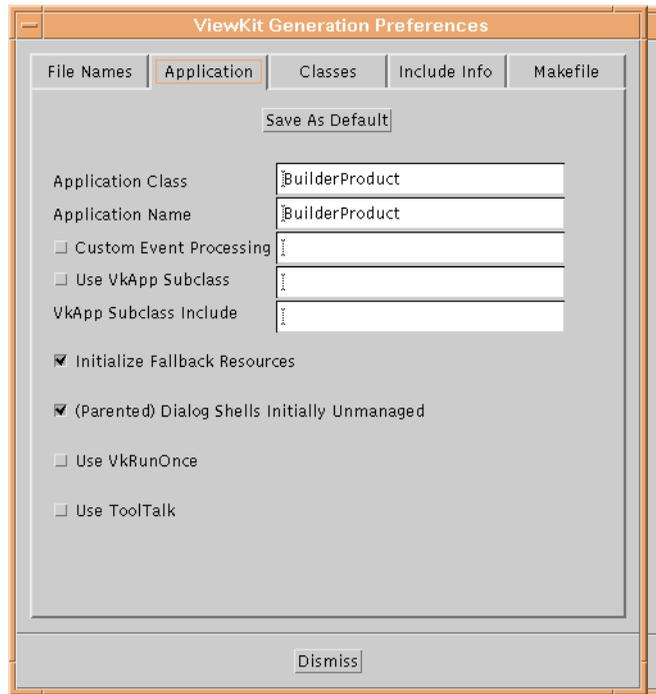 ViewKit Generation Preferences
File Names Application Classes Include Info Makefile
Save As Default
Application Class BuilderProduct
Application Name BuilderProduct
Custom Event Processing
Use VkApp Subclass
VkApp Subclass Include
Initialize Fallback Resources
(Parented) Dialog Shells Initially Unmanaged
Use VkRunOnce
Use ToolTalk
Dismiss